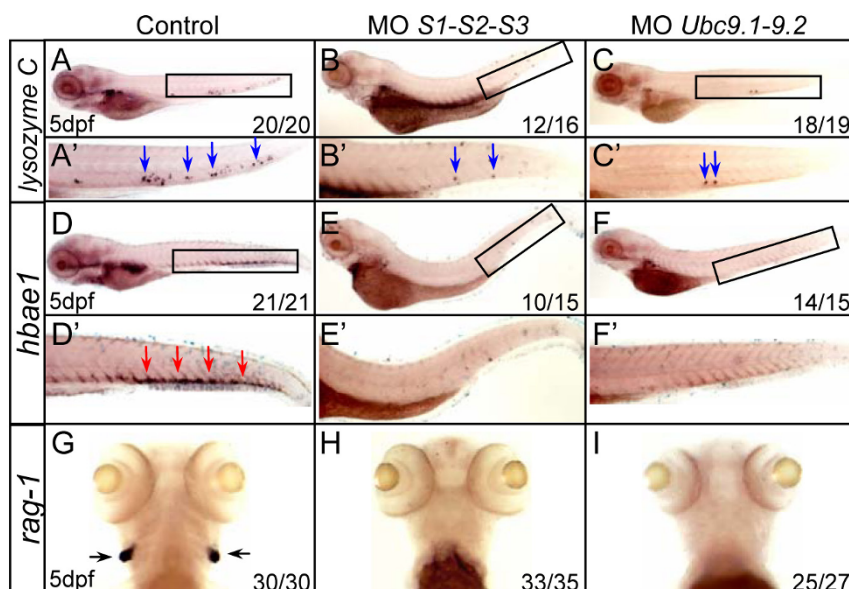 Control MO S1-S2-S3 MO Ubc9.1-9.2
lysozyme C
A B C
5dpf 20/20 12/16 18/19
A' B' C'
hbae1
D E F
5dpf 21/21 10/15 14/15
D' E' F'
rag-1
G H I
5dpf 30/30 33/35 25/27